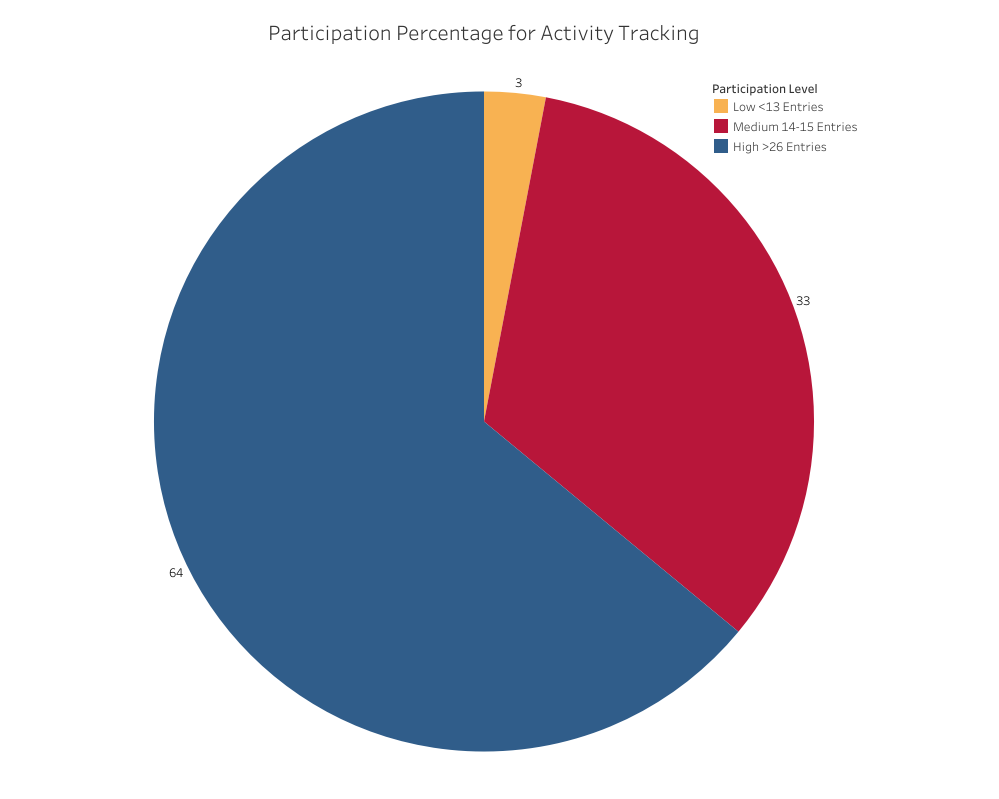 Participation Percentage for Activity Tracking
3
Participation Level
Low <13 Entries
Medium 14-15 Entries
High >26 Entries
33
64